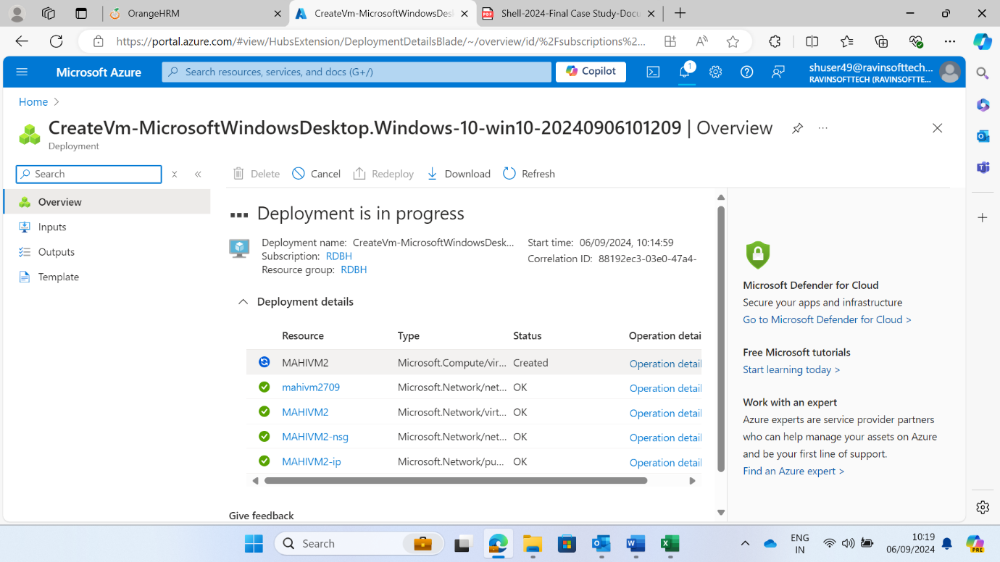 OrangeHRM
CreateVm-MicrosoftWindowsDesk
Shell-2024-Final Case Study-Docu
https://portal.azure.com/#view/HubsExtension/DeploymentDetailsBlade/~/overview/id/%2Fsubscriptions%2...
Microsoft Azure
Search resources, services, and docs (G+/)
Copilot
1
shuser49@ravinsofttech...
RAVINSOFTTECH (RAVINSOFTTE...
Home >
CreateVm-MicrosoftWindowsDesktop.Windows-10-win10-20240906101209 | Overview
Deployment
Search
Delete
Cancel
Redeploy
Download
Refresh
Overview
Inputs
Outputs
Template
Deployment is in progress
Deployment name: CreateVm-MicrosoftWindowsDesk...
Subscription: RDBH
Resource group: RDBH
Start time: 06/09/2024, 10:14:59
Correlation ID: 88192ec3-03e0-47a4-
Deployment details
Resource Type Status Operation detai
MAHIVM2 Microsoft.Compute/vir... Created Operation detail
mahivm2709 Microsoft.Network/net... OK Operation detail
MAHIVM2 Microsoft.Network/virt... OK Operation detail
MAHIVM2-nsg Microsoft.Network/net... OK Operation detail
MAHIVM2-ip Microsoft.Network/pu... OK Operation detail
Give feedback
Microsoft Defender for Cloud
Secure your apps and infrastructure
Go to Microsoft Defender for Cloud >
Free Microsoft tutorials
Start learning today >
Work with an expert
Azure experts are service provider partners
who can help manage your assets on Azure
and be your first line of support.
Find an Azure expert >
Search
ENG
IN
10:19
06/09/2024
PRE